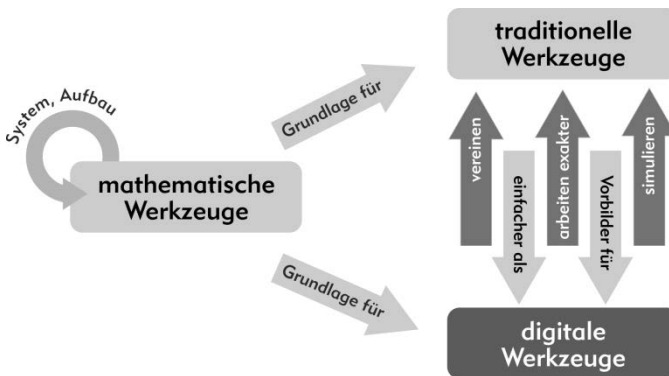 traditionelle
Werkzeuge
System, Aufbau
Grundlage für
mathematische
Werkzeuge
vereinen
einfacher als
arbeiten exakter
Vorbilder für
simulieren
Grundlage für
digitale
Werkzeuge